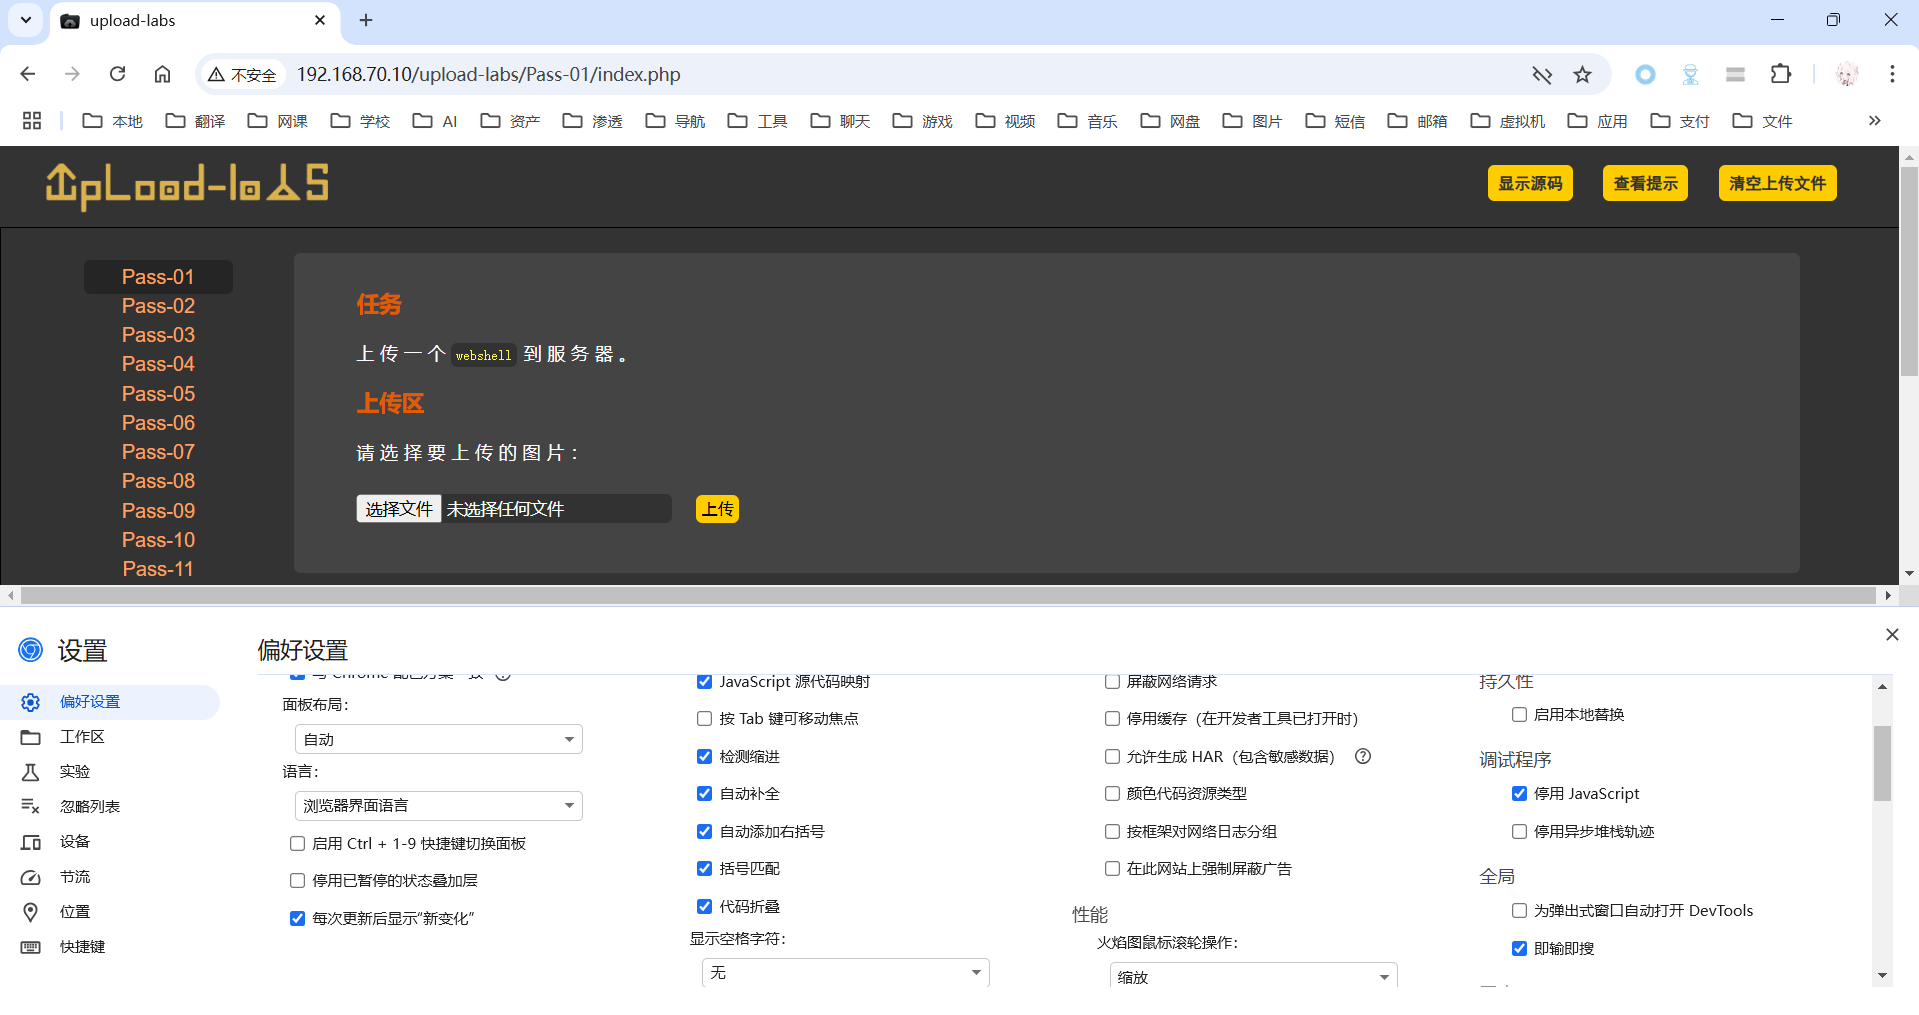 upload-labs
不安全
192.168.70.10/upload-labs/Pass-01/index.php
本地 翻译 网课 学校 AI 资产 渗透 导航 工具 聊天 游戏 视频 音乐 网盘 图片 短信 邮箱 虚拟机 应用 支付 文件
UpLoad-labs
显示源码 查看提示 清空上传文件
Pass-01
Pass-02
Pass-03
Pass-04
Pass-05
Pass-06
Pass-07
Pass-08
Pass-09
Pass-10
Pass-11
任务
上传一个 webshell 到服务器。
上传区
请选择要上传的图片:
选择文件 未选择任何文件 上传
设置
偏好设置
工作区
实验
忽略列表
设备
节流
位置
快捷键
偏好设置
面板布局:
自动
语言:
浏览器界面语言
启用 Ctrl + 1-9 快捷键切换面板
停用已暂停的状态叠加层
每次更新后显示“新变化”
JavaScript 源代码映射
按 Tab 键可移动焦点
检测缩进
自动补全
自动添加右括号
括号匹配
代码折叠
显示空格字符:
无
屏蔽网络请求
停用缓存（在开发者工具已打开时）
允许生成 HAR（包含敏感数据）
颜色代码资源类型
按框架对网络日志分组
在此网站上强制屏蔽广告
性能
火焰图鼠标滚轮操作:
缩放
持久性
启用本地替换
调试程序
停用 JavaScript
停用异步堆栈轨迹
全局
为弹出式窗口自动打开 DevTools
即输即搜